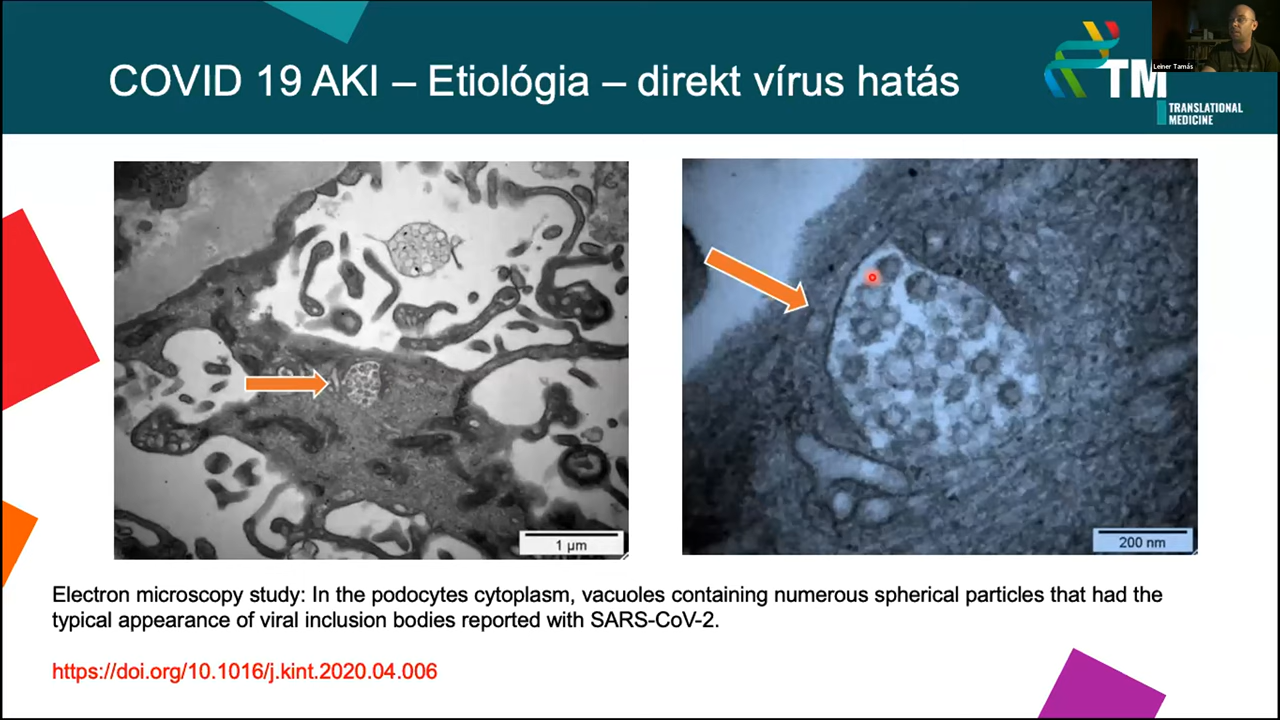 COVID 19 AKI – Etiológia – direkt vírus hatás
TM
TRANSLATIONAL
MEDICINE
Leiner Tamás
1 µm
200 nm
Electron microscopy study: In the podocytes cytoplasm, vacuoles containing numerous spherical particles that had the
typical appearance of viral inclusion bodies reported with SARS-CoV-2.
https://doi.org/10.1016/j.kint.2020.04.006